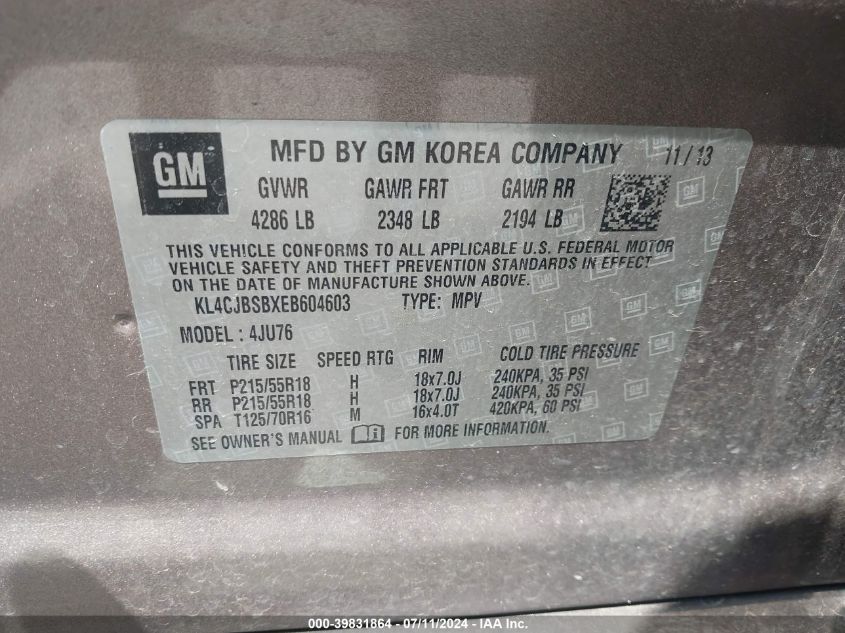 GM
MFD BY GM KOREA COMPANY 11/13
GVWR GAWR FRT GAWR RR
4286 LB 2348 LB 2194 LB
THIS VEHICLE CONFORMS TO ALL APPLICABLE U.S. FEDERAL MOTOR
VEHICLE SAFETY AND THEFT PREVENTION STANDARDS IN EFFECT
ON THE DATE OF MANUFACTURE SHOWN ABOVE.
KL4CJBSBXEB604603 TYPE: MPV
MODEL : 4JU76
TIRE SIZE SPEED RTG RIM COLD TIRE PRESSURE
FRT P215/55R18 H 18x7.0J 240KPA, 35 PSI
RR P215/55R18 H 18x7.0J 240KPA, 35 PSI
SPA T125/70R16 M 16x4.0T 420KPA, 60 PSI
SEE OWNER'S MANUAL FOR MORE INFORMATION.
000-39831864 - 07/11/2024 - IAAI Inc.